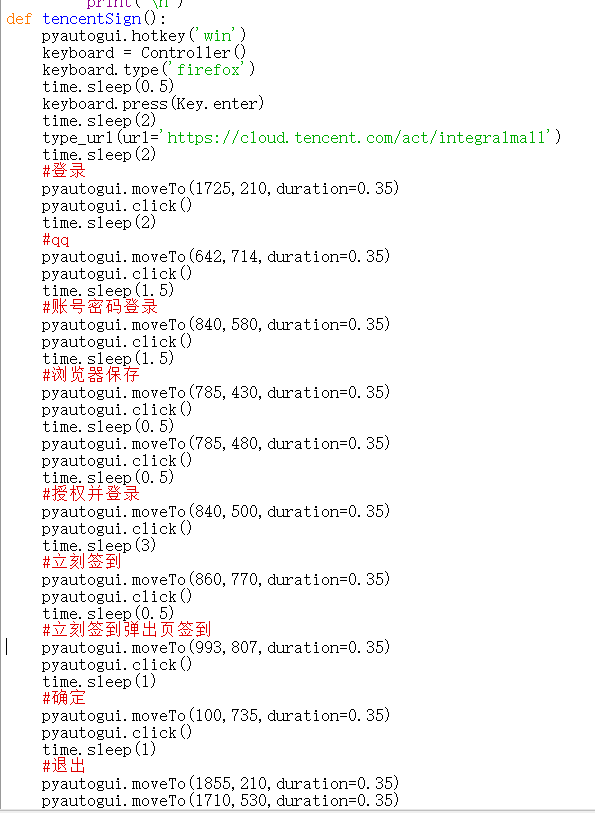 print('\n')
def tencentSign():
    pyautogui.hotkey('win')
    keyboard = Controller()
    keyboard.type('firefox')
    time.sleep(0.5)
    keyboard.press(Key.enter)
    time.sleep(2)
    type_url(url='https://cloud.tencent.com/act/integralmall')
    time.sleep(2)
    #登录
    pyautogui.moveTo(1725,210,duration=0.35)
    pyautogui.click()
    time.sleep(2)
    #qq
    pyautogui.moveTo(642,714,duration=0.35)
    pyautogui.click()
    time.sleep(1.5)
    #账号密码登录
    pyautogui.moveTo(840,580,duration=0.35)
    pyautogui.click()
    time.sleep(1.5)
    #浏览器保存
    pyautogui.moveTo(785,430,duration=0.35)
    pyautogui.click()
    time.sleep(0.5)
    pyautogui.moveTo(785,480,duration=0.35)
    pyautogui.click()
    time.sleep(0.5)
    #授权并登录
    pyautogui.moveTo(840,500,duration=0.35)
    pyautogui.click()
    time.sleep(3)
    #立刻签到
    pyautogui.moveTo(860,770,duration=0.35)
    pyautogui.click()
    time.sleep(0.5)
    #立刻签到弹出页签到
    pyautogui.moveTo(993,807,duration=0.35)
    pyautogui.click()
    time.sleep(1)
    #确定
    pyautogui.moveTo(100,735,duration=0.35)
    pyautogui.click()
    time.sleep(1)
    #退出
    pyautogui.moveTo(1855,210,duration=0.35)
    pyautogui.moveTo(1710,530,duration=0.35)